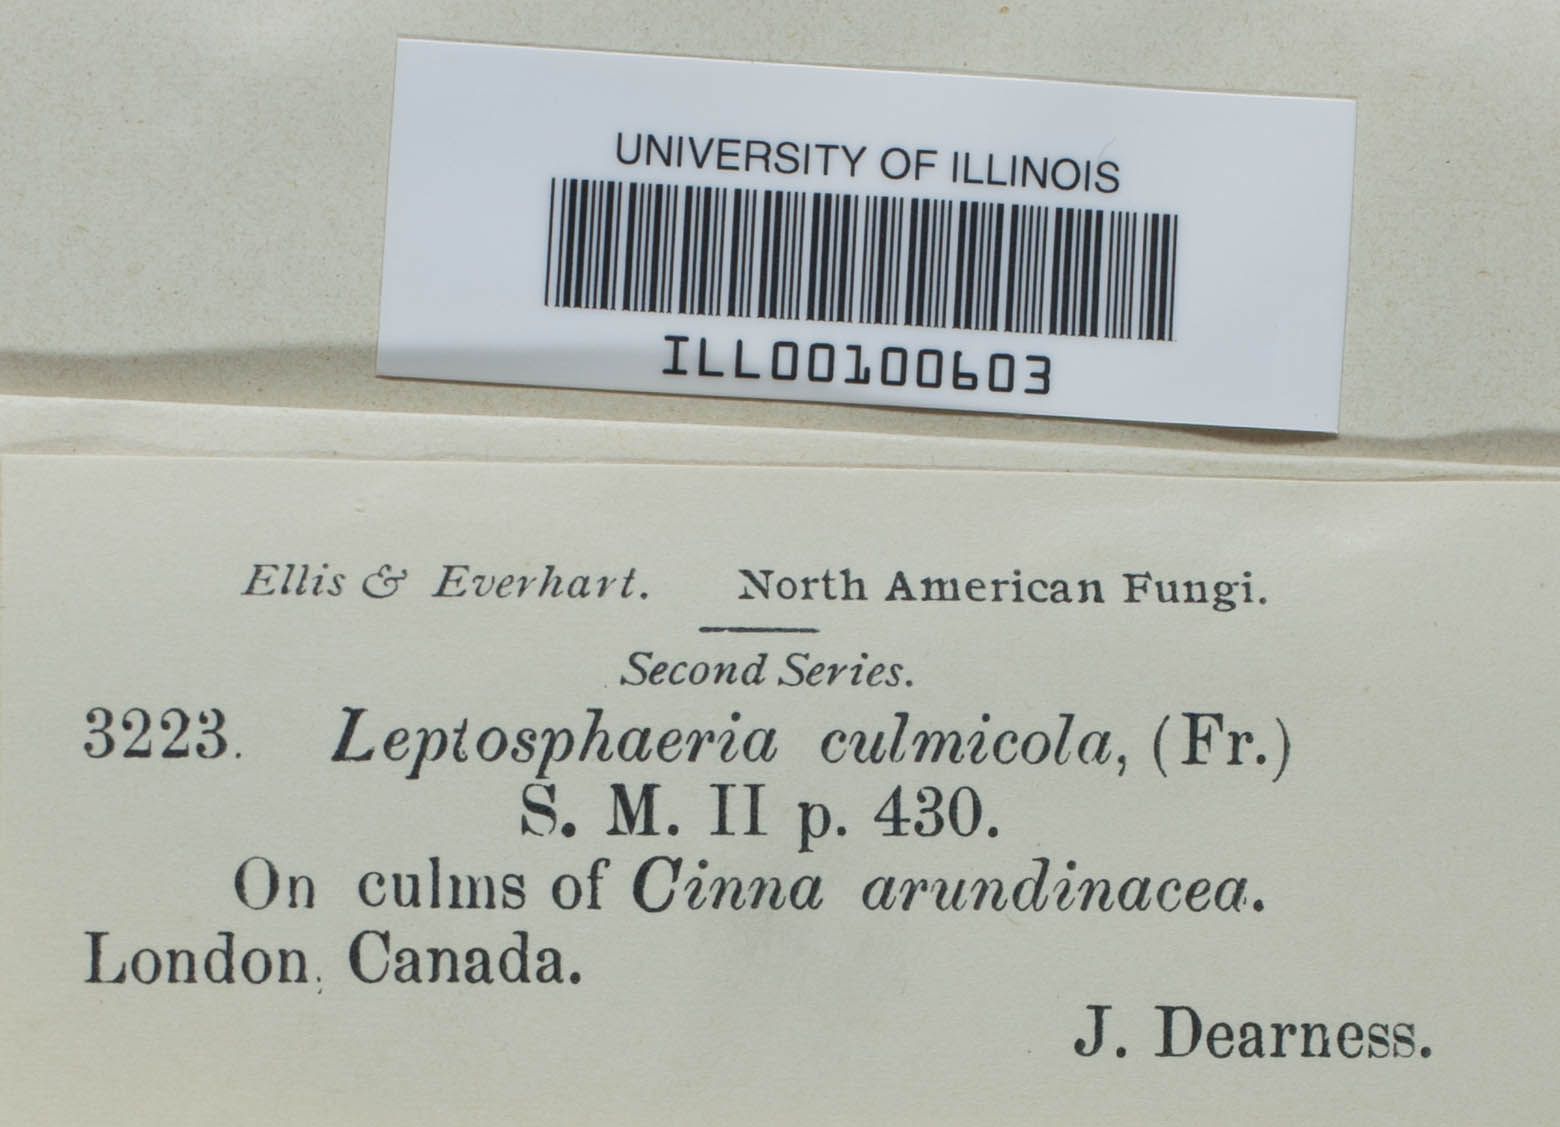 UNIVERSITY OF ILLINOIS
ILL00100603
Ellis & Everhart. North American Fungi.
Second Series.
3223. Leptosphaeria culmicola, (Fr.)
S. M. II p. 430.
On culms of Cinna arundinacea.
London, Canada.
J. Dearness.